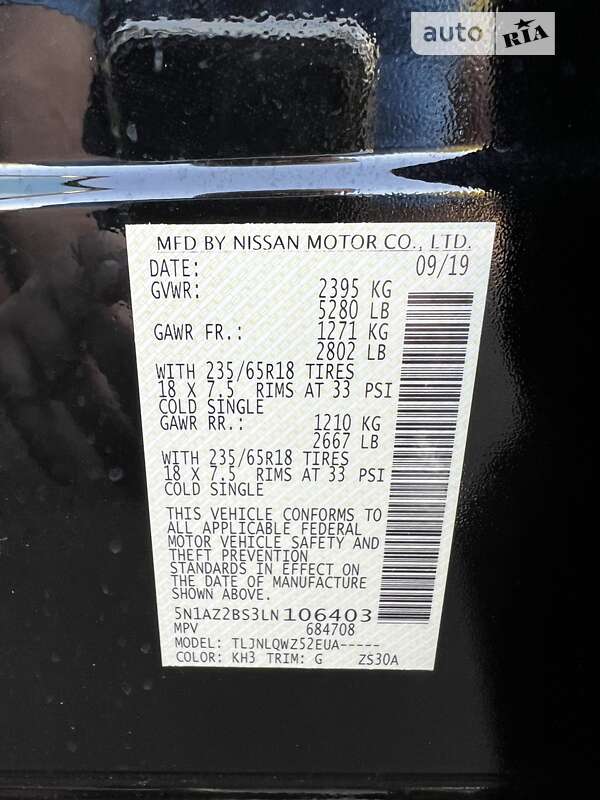 auto RIA
MFD BY NISSAN MOTOR CO., LTD.
DATE: 09/19
GVWR: 2395 KG
5280 LB
GAWR FR.: 1271 KG
2802 LB
WITH 235/65R18 TIRES
18 X 7.5 RIMS AT 33 PSI
COLD SINGLE
GAWR RR.: 1210 KG
2667 LB
WITH 235/65R18 TIRES
18 X 7.5 RIMS AT 33 PSI
COLD SINGLE
THIS VEHICLE CONFORMS TO
ALL APPLICABLE FEDERAL
MOTOR VEHICLE SAFETY AND
THEFT PREVENTION
STANDARDS IN EFFECT ON
THE DATE OF MANUFACTURE
SHOWN ABOVE.
5N1AZ2BS3LN106403
MPV 684708
MODEL: TLJNLQWZ52EUA-----
COLOR: KH3 TRIM: G ZS30A